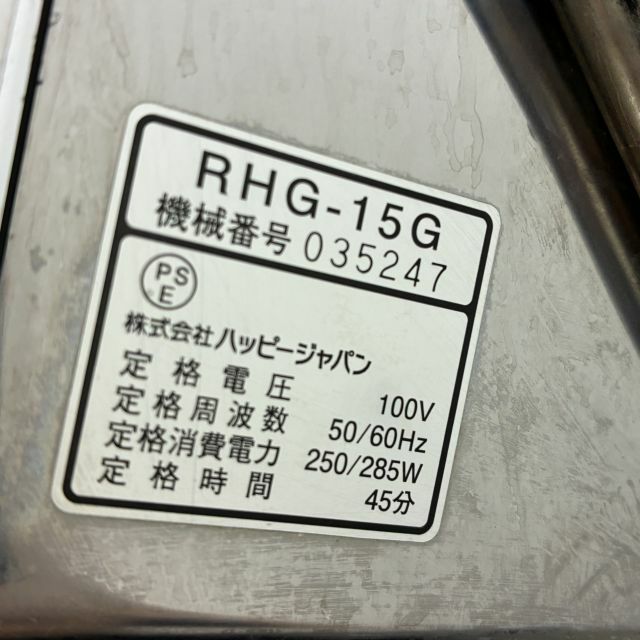 RHG-15G
機械番号 035247
PS
E
株式会社ハッピージャパン
定格電圧 100V
定格周波数 50/60Hz
定格消費電力 250/285W
定格時間 45分